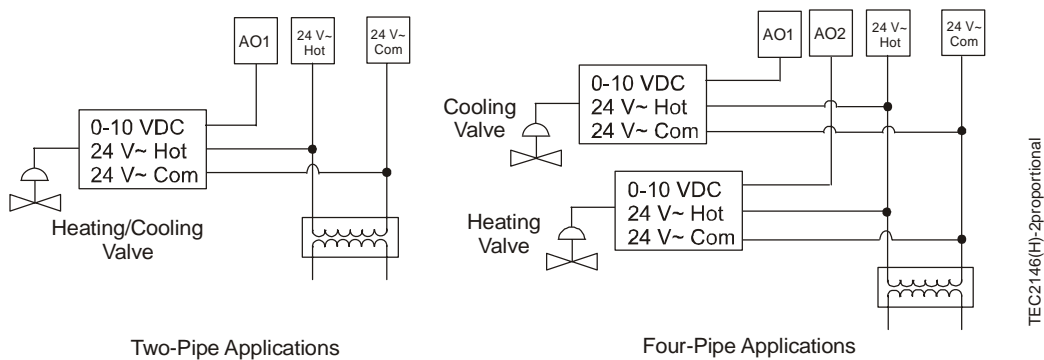 AO1
24 V~
Hot
24 V~
Com
0-10 VDC
24 V~ Hot
24 V~ Com
Heating/Cooling
Valve
Two-Pipe Applications
AO1
AO2
24 V~
Hot
24 V~
Com
Cooling
Valve
0-10 VDC
24 V~ Hot
24 V~ Com
Heating
Valve
0-10 VDC
24 V~ Hot
24 V~ Com
Four-Pipe Applications
TEC2146(H)-2proportional